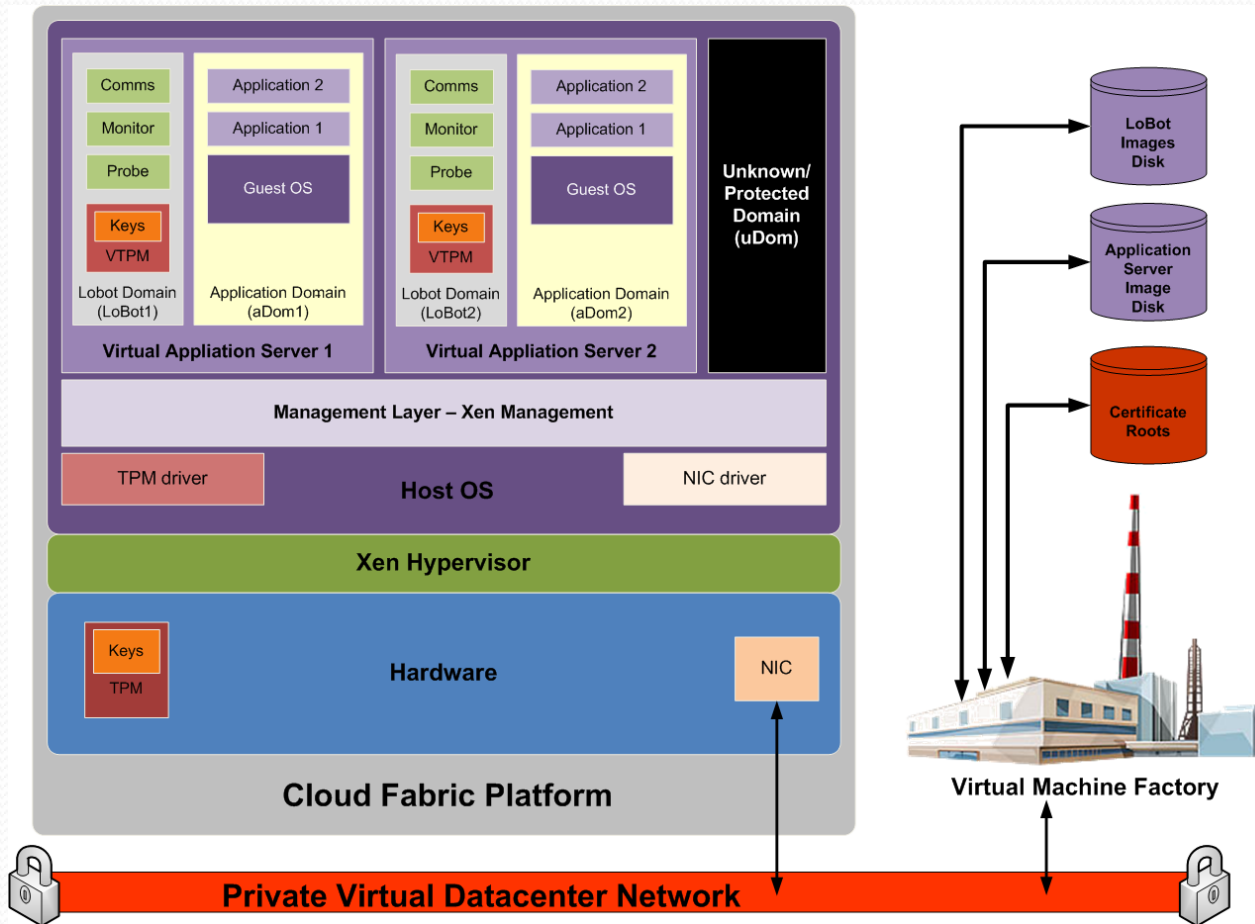 Comms
Monitor
Probe
Keys
VTPM
Lobot Domain
(LoBot1)
Application 2
Application 1
Guest OS
Application Domain
(aDom1)
Virtual Appliation Server 1
Comms
Monitor
Probe
Keys
VTPM
Lobot Domain
(LoBot2)
Application 2
Application 1
Guest OS
Application Domain
(aDom2)
Virtual Appliation Server 2
Unknown/
Protected
Domain
(uDom)
Management Layer – Xen Management
TPM driver
Host OS
NIC driver
Xen Hypervisor
Keys
TPM
Hardware
NIC
Cloud Fabric Platform
LoBot
Images
Disk
Application
Server
Image
Disk
Certificate
Roots
Virtual Machine Factory
Private Virtual Datacenter Network